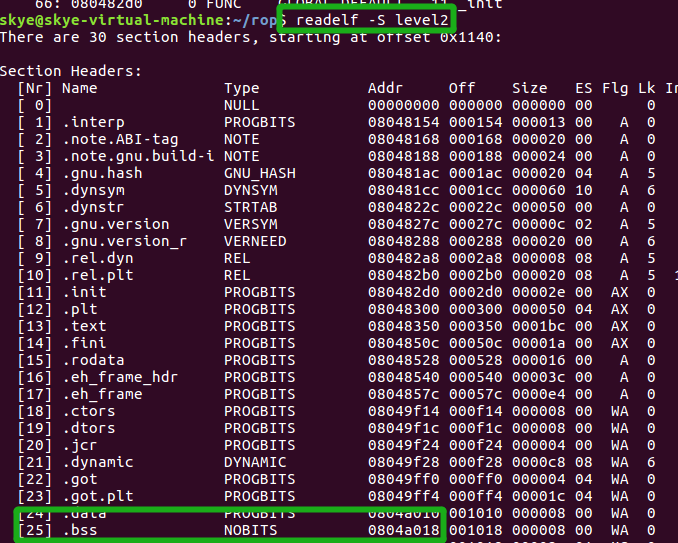 66: 080482d0 0 FUNC GLOBAL DEFAULT 11 _init
skye@skye-virtual-machine:~/rop$ readelf -S level2
There are 30 section headers, starting at offset 0x1140:
Section Headers:
[Nr] Name Type Addr Off Size ES Flg Lk In
[ 0] NULL 00000000 000000 000000 00 0
[ 1] .interp PROGBITS 08048154 000154 000013 00 A 0
[ 2] .note.ABI-tag NOTE 08048168 000168 000020 00 A 0
[ 3] .note.gnu.build-i NOTE 08048188 000188 000024 00 A 0
[ 4] .gnu.hash GNU_HASH 080481ac 0001ac 000020 04 A 5
[ 5] .dynsym DYNSYM 080481cc 0001cc 000060 10 A 6
[ 6] .dynstr STRTAB 0804822c 00022c 000050 00 A 0
[ 7] .gnu.version VERSYM 0804827c 00027c 00000c 02 A 5
[ 8] .gnu.version_r VERNEED 08048288 000288 000020 00 A 6
[ 9] .rel.dyn REL 080482a8 0002a8 000008 08 A 5
[10] .rel.plt REL 080482b0 0002b0 000020 08 A 5 1
[11] .init PROGBITS 080482d0 0002d0 00002e 00 AX 0
[12] .plt PROGBITS 08048300 000300 000050 04 AX 0
[13] .text PROGBITS 08048350 000350 0001bc 00 AX 0
[14] .fini PROGBITS 0804850c 00050c 00001a 00 AX 0
[15] .rodata PROGBITS 08048528 000528 000016 00 A 0
[16] .eh_frame_hdr PROGBITS 08048540 000540 00003c 00 A 0
[17] .eh_frame PROGBITS 0804857c 00057c 0000e4 00 A 0
[18] .ctors PROGBITS 08049f14 000f14 000008 00 WA 0
[19] .dtors PROGBITS 08049f1c 000f1c 000008 00 WA 0
[20] .jcr PROGBITS 08049f24 000f24 000004 00 WA 0
[21] .dynamic DYNAMIC 08049f28 000f28 0000c8 08 WA 6
[22] .got PROGBITS 08049ff0 000ff0 000004 04 WA 0
[23] .got.plt PROGBITS 08049ff4 000ff4 00001c 04 WA 0
[24] .data PROGBITS 0804a010 001010 000008 00 WA 0
[25] .bss NOBITS 0804a018 001018 000008 00 WA 0